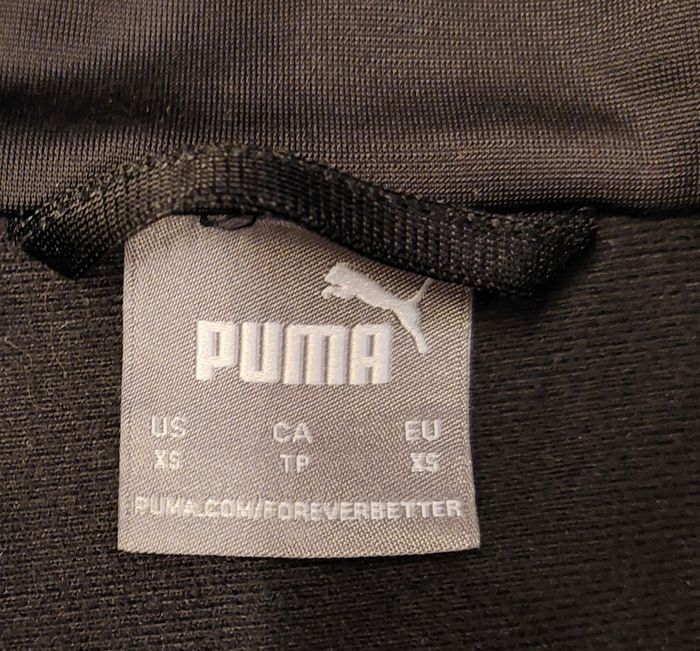 PUMA
US CA EU
XS TP XS
PUMA.COM/FOREVERBETTER